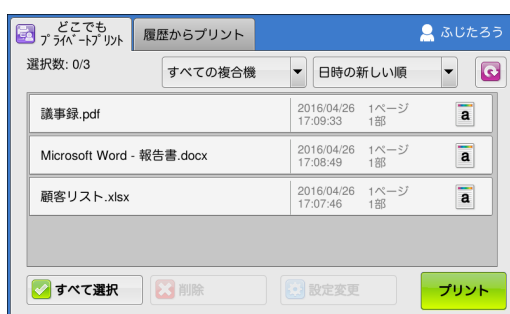 どこでも
プライベートプリント
履歴からプリント
ふじたろう
選択数: 0/3
すべての複合機
日時の新しい順
議事録.pdf
2016/04/26 1ページ
17:09:33 1部
a
Microsoft Word - 報告書.docx
2016/04/26 1ページ
17:08:49 1部
a
顧客リスト.xlsx
2016/04/26 1ページ
17:07:46 1部
a
すべて選択
削除
設定変更
プリント